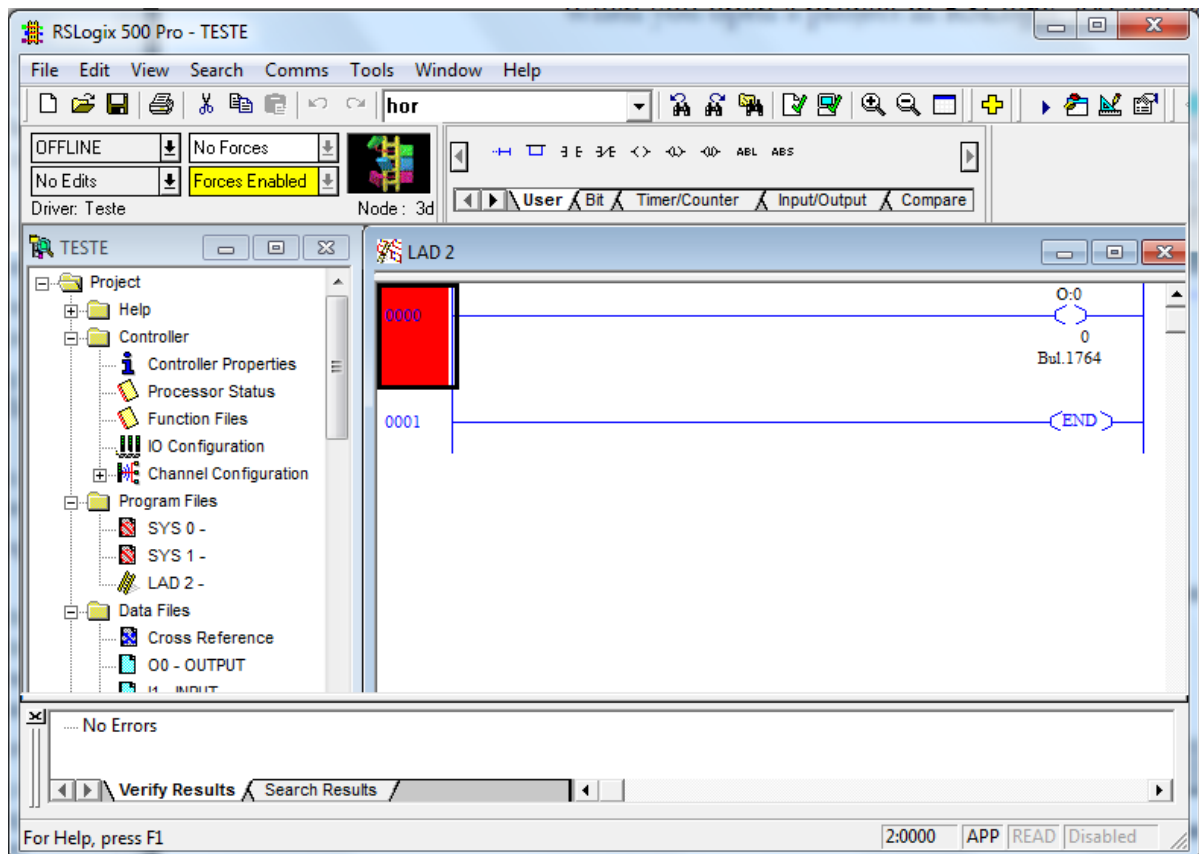 RSLogix 500 Pro - TESTE
File Edit View Search Comms Tools Window Help
hor
OFFLINE No Forces
No Edits Forces Enabled
Driver: Teste Node : 3d
ABL ABS
User Bit Timer/Counter Input/Output Compare
TESTE
Project
Help
Controller
Controller Properties
Processor Status
Function Files
IO Configuration
Channel Configuration
Program Files
SYS 0 -
SYS 1 -
LAD 2 -
Data Files
Cross Reference
O0 - OUTPUT
I1 - INPUT
LAD 2
0000
O:0
0
Bul.1764
0001
END
No Errors
Verify Results Search Results
For Help, press F1
2:0000 APP READ Disabled